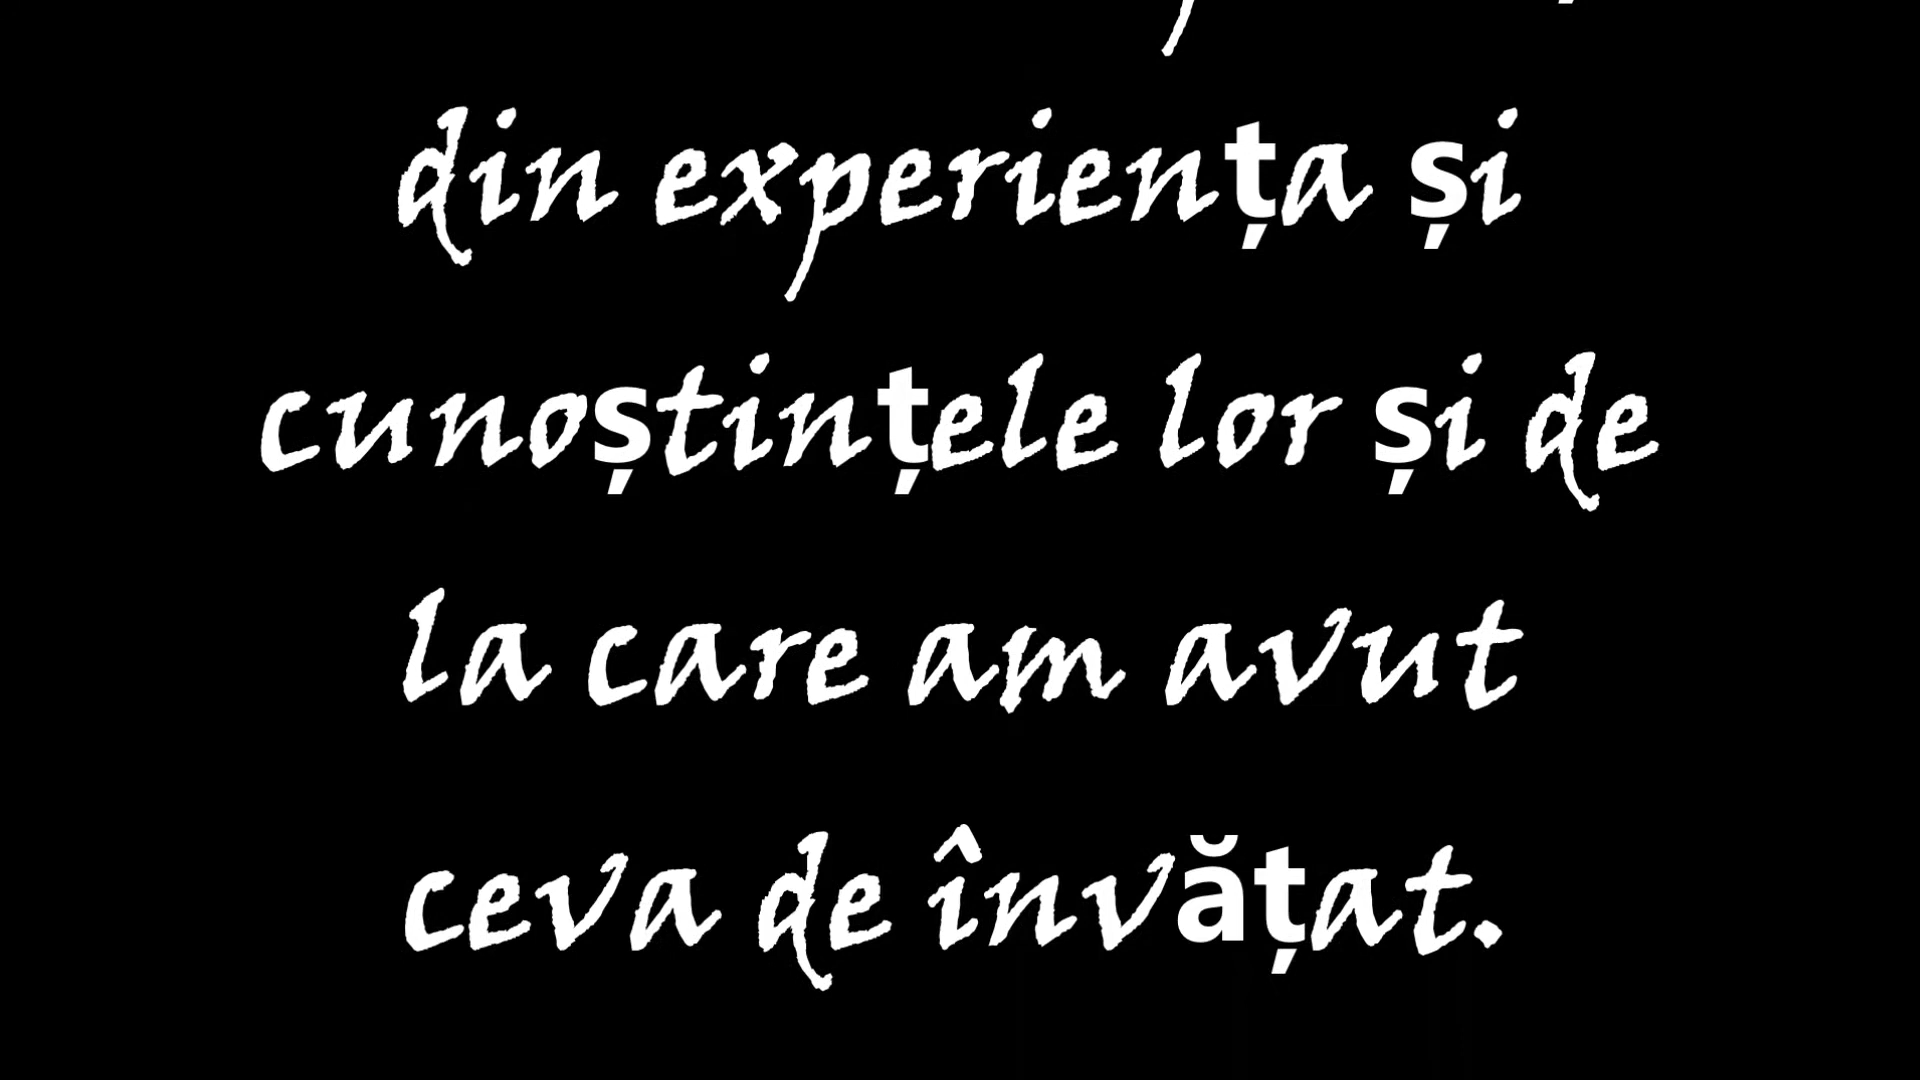 din experiența și
cunoștințele lor și de
la care am avut
ceva de învățat.